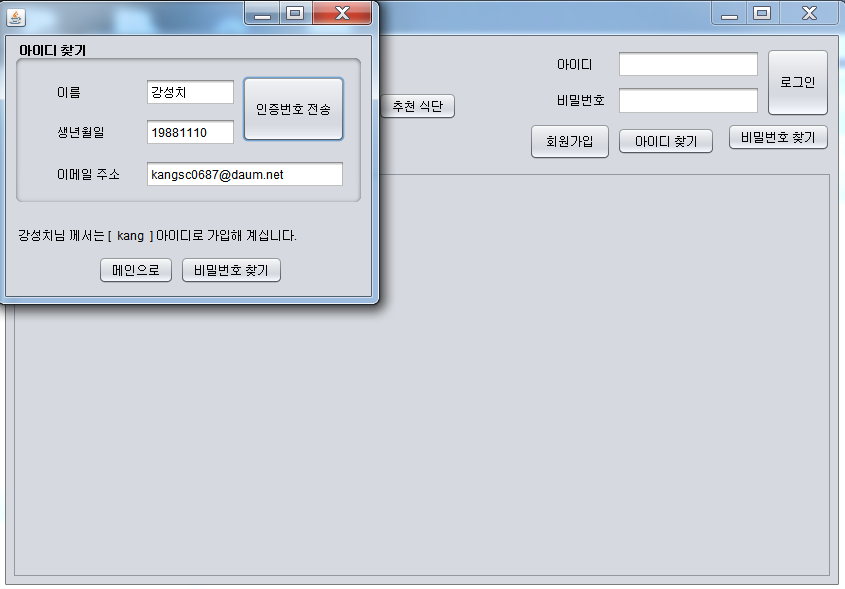 아이디 찾기
이름
강성치
인증번호 전송
생년월일
19881110
이메일 주소
kangsc0687@daum.net
강성치님 께서는 [ kang ] 아이디로 가입해 계십니다.
메인으로
비밀번호 찾기
추천 식단
아이디
로그인
비밀번호
회원가입
아이디 찾기
비밀번호 찾기